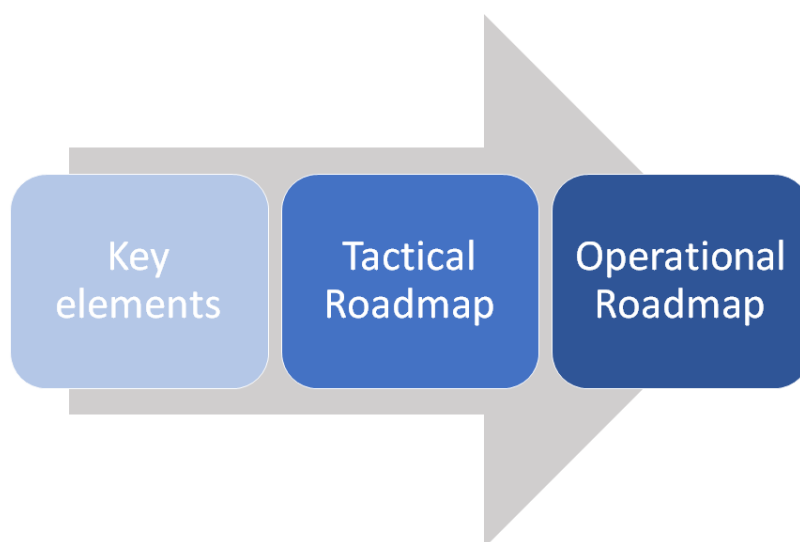 Key
elements
Tactical
Roadmap
Operational
Roadmap